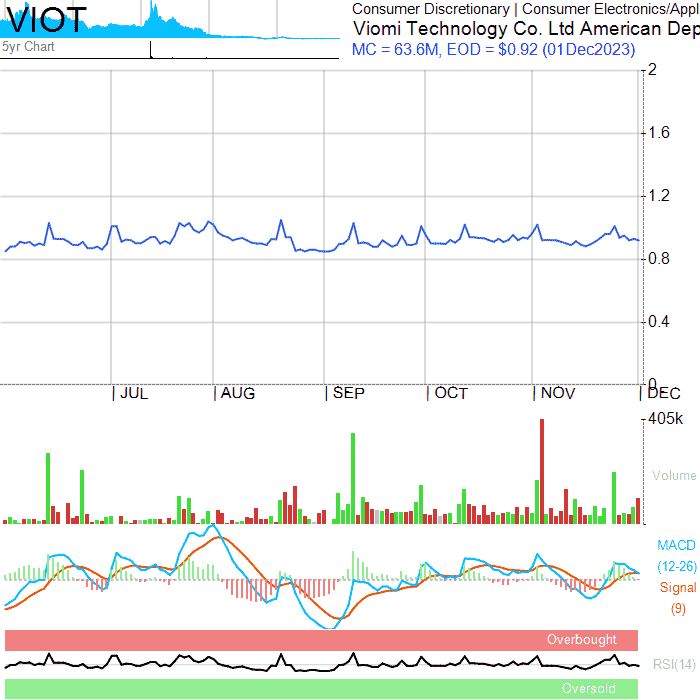 VIOT
5yr Chart
Consumer Discretionary | Consumer Electronics/Appl
Viomi Technology Co. Ltd American Dep
MC = 63.6M, EOD = $0.92 (01Dec2023)
2
1.6
1.2
0.8
0.4
0
| JUL | AUG | SEP | OCT | NOV | DEC
405k
Volume
MACD
(12-26)
Signal
(9)
Overbought
RSI(14)
Oversold